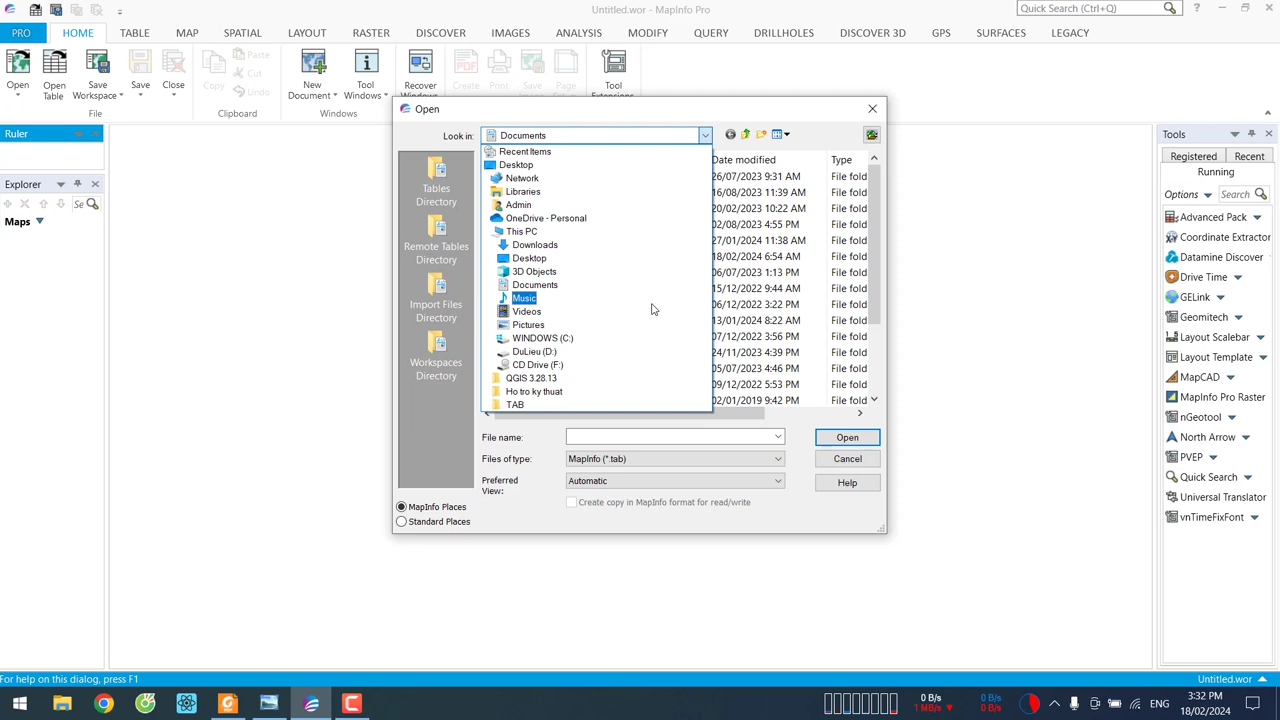 Untitled.wor - MapInfo Pro
Quick Search (Ctrl+Q)
PRO HOME TABLE MAP SPATIAL LAYOUT RASTER DISCOVER IMAGES ANALYSIS MODIFY QUERY DRILLHOLES DISCOVER 3D GPS SURFACES LEGACY
Open
Open Table
Save Workspace
Save
Close
File
Copy
Paste
Cut
Undo
Clipboard
New Document
Tool Windows
Windows
Recover
Create
Print
Save
Page
Tool
Ruler
Explorer
Se
Maps
Open
Look in:
Documents
Recent Items
Desktop
Network
Libraries
Admin
OneDrive - Personal
This PC
Downloads
Desktop
3D Objects
Documents
Music
Videos
Pictures
WINDOWS (C:)
DuLieu (D:)
CD Drive (F:)
QGIS 3.28.13
Ho tro ky thuat
TAB
Tables
Directory
Remote Tables
Directory
Import Files
Directory
Workspaces
Directory
MapInfo Places
Standard Places
Date modified Type
26/07/2023 9:31 AM File fold
16/08/2023 11:39 AM File fold
20/02/2023 10:22 AM File fold
02/08/2023 4:55 PM File fold
27/01/2024 11:38 AM File fold
18/02/2024 6:54 AM File fold
06/07/2023 1:13 PM File fold
15/12/2022 9:44 AM File fold
06/12/2022 3:22 PM File fold
13/01/2024 8:22 AM File fold
07/12/2022 3:56 PM File fold
24/11/2023 4:39 PM File fold
05/07/2023 4:46 PM File fold
09/12/2022 5:53 PM File fold
02/01/2019 9:42 PM File fold
File name:
Open
Files of type: MapInfo (*.tab)
Cancel
Preferred
View:
Automatic
Help
Create copy in MapInfo format for read/write
Tools
Registered Recent
Running
Options Search
Advanced Pack
Coordinate Extractor
Datamine Discover
Drive Time
GELink
Geomitech
Layout Scalebar
Layout Template
MapCAD
MapInfo Pro Raster
nGeotool
North Arrow
PVEP
Quick Search
Universal Translator
vnTimeFixFont
For help on this dialog, press F1
Untitled.wor
0 B/s
1 MB/s
0 B/s
0 B/s
ENG
3:32 PM
18/02/2024